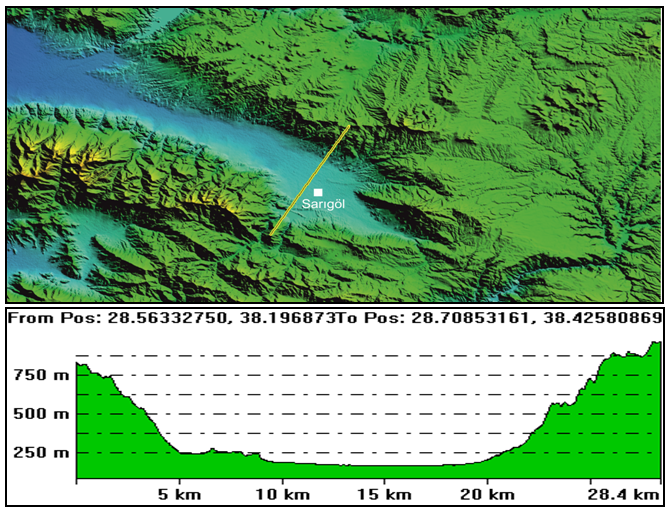 Sarıgöl
From Pos: 28.56332750, 38.196873To Pos: 28.70853161, 38.42580869
750 m
500 m
250 m
5 km 10 km 15 km 20 km 28.4 km